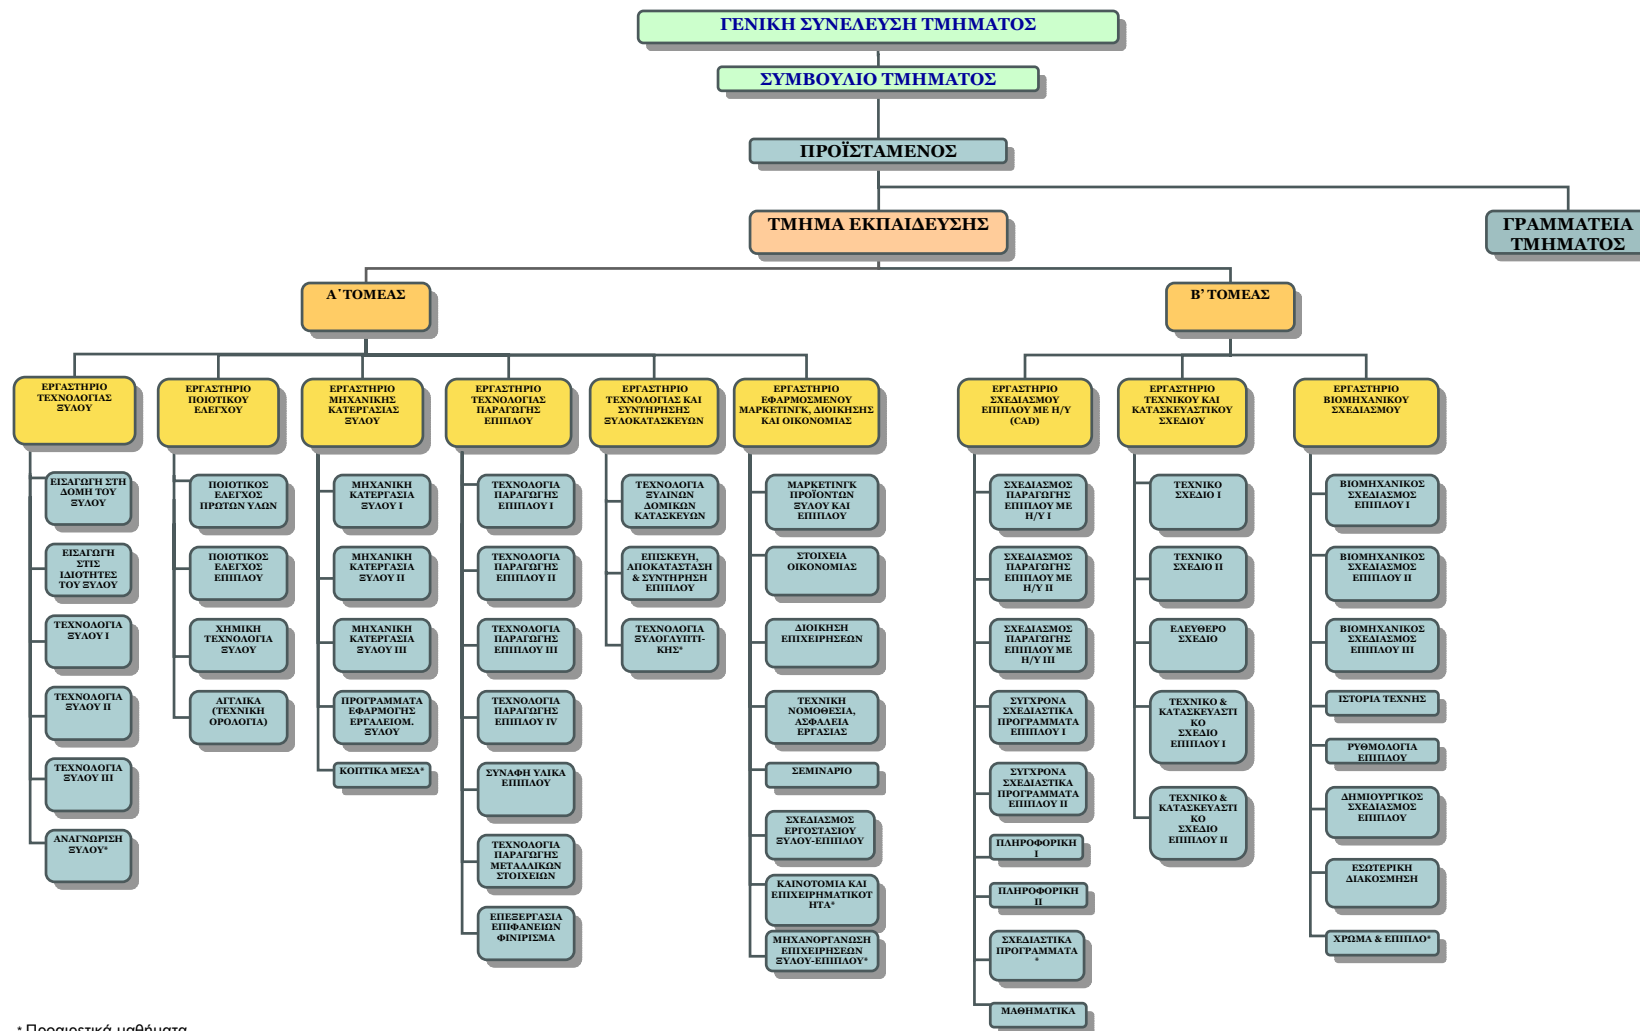 ΓΕΝΙΚΗ ΣΥΝΕΛΕΥΣΗ ΤΜΗΜΑΤΟΣ
ΣΥΜΒΟΥΛΙΟ ΤΜΗΜΑΤΟΣ
ΠΡΟΪΣΤΑΜΕΝΟΣ
ΤΜΗΜΑ ΕΚΠΑΙΔΕΥΣΗΣ
ΓΡΑΜΜΑΤΕΙΑ
ΤΜΗΜΑΤΟΣ
Α΄ΤΟΜΕΑΣ
Β’ ΤΟΜΕΑΣ
ΕΡΓΑΣΤΗΡΙΟ
ΤΕΧΝΟΛΟΓΙΑΣ
ΞΥΛΟΥ
ΕΙΣΑΓΩΓΗ ΣΤΗ
ΔΟΜΗ ΤΟΥ
ΞΥΛΟΥ
ΕΙΣΑΓΩΓΗ
ΣΤΙΣ
ΙΔΙΟΤΗΤΕΣ
ΤΟΥ ΞΥΛΟΥ
ΤΕΧΝΟΛΟΓΙΑ
ΞΥΛΟΥ Ι
ΤΕΧΝΟΛΟΓΙΑ
ΞΥΛΟΥ ΙΙ
ΤΕΧΝΟΛΟΓΙΑ
ΞΥΛΟΥ ΙΙΙ
ΑΝΑΓΝΩΡΙΣΗ
ΞΥΛΟΥ*
ΕΡΓΑΣΤΗΡΙΟ
ΠΟΙΟΤΙΚΟΥ
ΕΛΕΓΧΟΥ
ΠΟΙΟΤΙΚΟΣ
ΕΛΕΓΧΟΣ
ΠΡΩΤΩΝ ΥΛΩΝ
ΠΟΙΟΤΙΚΟΣ
ΕΛΕΓΧΟΣ
ΕΠΙΠΛΟΥ
ΧΗΜΙΚΗ
ΤΕΧΝΟΛΟΓΙΑ
ΞΥΛΟΥ
ΑΓΓΛΙΚΑ
(ΤΕΧΝΙΚΗ
ΟΡΟΛΟΓΙΑ)
ΕΡΓΑΣΤΗΡΙΟ
ΜΗΧΑΝΙΚΗΣ
ΚΑΤΕΡΓΑΣΙΑΣ
ΞΥΛΟΥ
ΜΗΧΑΝΙΚΗ
ΚΑΤΕΡΓΑΣΙΑ
ΞΥΛΟΥ Ι
ΜΗΧΑΝΙΚΗ
ΚΑΤΕΡΓΑΣΙΑ
ΞΥΛΟΥ ΙΙ
ΜΗΧΑΝΙΚΗ
ΚΑΤΕΡΓΑΣΙΑ
ΞΥΛΟΥ ΙΙΙ
ΠΡΟΓΡΑΜΜΑΤΑ
ΕΦΑΡΜΟΓΗΣ
ΕΡΓΑΛΕΙΟΜ.
ΞΥΛΟΥ
ΚΟΠΤΙΚΑ ΜΕΣΑ*
ΕΡΓΑΣΤΗΡΙΟ
ΤΕΧΝΟΛΟΓΙΑΣ
ΠΑΡΑΓΩΓΗΣ
ΕΠΙΠΛΟΥ
ΤΕΧΝΟΛΟΓΙΑ
ΠΑΡΑΓΩΓΗΣ
ΕΠΙΠΛΟΥ Ι
ΤΕΧΝΟΛΟΓΙΑ
ΠΑΡΑΓΩΓΗΣ
ΕΠΙΠΛΟΥ ΙΙ
ΤΕΧΝΟΛΟΓΙΑ
ΠΑΡΑΓΩΓΗΣ
ΕΠΙΠΛΟΥ ΙΙΙ
ΤΕΧΝΟΛΟΓΙΑ
ΠΑΡΑΓΩΓΗΣ
ΕΠΙΠΛΟΥ IV
ΣΥΝΑΦΗ ΥΛΙΚΑ
ΕΠΙΠΛΟΥ
ΤΕΧΝΟΛΟΓΙΑ
ΠΑΡΑΓΩΓΗΣ
ΜΕΤΑΛΛΙΚΩΝ
ΣΤΟΙΧΕΙΩΝ
ΕΠΕΞΕΡΓΑΣΙΑ
ΕΠΙΦΑΝΕΙΩΝ
ΦΙΝΙΡΙΣΜΑ
ΕΡΓΑΣΤΗΡΙΟ
ΤΕΧΝΟΛΟΓΙΑΣ ΚΑΙ
ΣΥΝΤΗΡΗΣΗΣ
ΞΥΛΟΚΑΤΑΣΚΕΥΩΝ
ΤΕΧΝΟΛΟΓΙΑ
ΞΥΛΙΝΩΝ
ΔΟΜΙΚΩΝ
ΚΑΤΑΣΚΕΥΩΝ
ΕΠΙΣΚΕΥΗ,
ΑΠΟΚΑΤΑΣΤΑΣΗ
& ΣΥΝΤΗΡΗΣΗ
ΕΠΙΠΛΟΥ
ΤΕΧΝΟΛΟΓΙΑ
ΞΥΛΟΓΛΥΠΤΙ-
ΚΗΣ*
ΕΡΓΑΣΤΗΡΙΟ
ΕΦΑΡΜΟΣΜΕΝΟΥ
ΜΑΡΚΕΤΙΝΓΚ, ΔΙΟΙΚΗΣΗΣ
ΚΑΙ ΟΙΚΟΝΟΜΙΑΣ
ΜΑΡΚΕΤΙΝΓΚ
ΠΡΟΪΟΝΤΩΝ
ΞΥΛΟΥ ΚΑΙ
ΕΠΙΠΛΟΥ
ΣΤΟΙΧΕΙΑ
ΟΙΚΟΝΟΜΙΑΣ
ΔΙΟΙΚΗΣΗ
ΕΠΙΧΕΙΡΗΣΕΩΝ
ΤΕΧΝΙΚΗ
ΝΟΜΟΘΕΣΙΑ,
ΑΣΦΑΛΕΙΑ
ΕΡΓΑΣΙΑΣ
ΣΕΜΙΝΑΡΙΟ
ΣΧΕΔΙΑΣΜΟΣ
ΕΡΓΟΣΤΑΣΙΟΥ
ΞΥΛΟΥ-ΕΠΙΠΛΟΥ
ΚΑΙΝΟΤΟΜΙΑ ΚΑΙ
ΕΠΙΧΕΙΡΗΜΑΤΙΚΟΤ
ΗΤΑ*
ΜΗΧΑΝΟΡΓΑΝΩΣΗ
ΕΠΙΧΕΙΡΗΣΕΩΝ
ΞΥΛΟΥ-ΕΠΙΠΛΟΥ*
ΕΡΓΑΣΤΗΡΙΟ
ΣΧΕΔΙΑΣΜΟΥ
ΕΠΙΠΛΟΥ ΜΕ Η/Υ
(CAD)
ΣΧΕΔΙΑΣΜΟΣ
ΠΑΡΑΓΩΓΗΣ
ΕΠΙΠΛΟΥ ΜΕ
Η/Υ Ι
ΣΧΕΔΙΑΣΜΟΣ
ΠΑΡΑΓΩΓΗΣ
ΕΠΙΠΛΟΥ ΜΕ
Η/Υ ΙΙ
ΣΧΕΔΙΑΣΜΟΣ
ΠΑΡΑΓΩΓΗΣ
ΕΠΙΠΛΟΥ ΜΕ
Η/Υ ΙΙΙ
ΣΥΓΧΡΟΝΑ
ΣΧΕΔΙΑΣΤΙΚΑ
ΠΡΟΓΡΑΜΜΑΤΑ
ΕΠΙΠΛΟΥ Ι
ΣΥΓΧΡΟΝΑ
ΣΧΕΔΙΑΣΤΙΚΑ
ΠΡΟΓΡΑΜΜΑΤΑ
ΕΠΙΠΛΟΥ ΙΙ
ΠΛΗΡΟΦΟΡΙΚΗ
Ι
ΠΛΗΡΟΦΟΡΙΚΗ
ΙΙ
ΣΧΕΔΙΑΣΤΙΚΑ
ΠΡΟΓΡΑΜΜΑΤΑ
*
ΜΑΘΗΜΑΤΙΚΑ
ΕΡΓΑΣΤΗΡΙΟ
ΤΕΧΝΙΚΟΥ ΚΑΙ
ΚΑΤΑΣΚΕΥΑΣΤΙΚΟΥ
ΣΧΕΔΙΟΥ
ΤΕΧΝΙΚΟ
ΣΧΕΔΙΟ Ι
ΤΕΧΝΙΚΟ
ΣΧΕΔΙΟ ΙΙ
ΕΛΕΥΘΕΡΟ
ΣΧΕΔΙΟ
ΤΕΧΝΙΚΟ &
ΚΑΤΑΣΚΕΥΑΣΤΙ
ΚΟ
ΣΧΕΔΙΟ
ΕΠΙΠΛΟΥ Ι
ΤΕΧΝΙΚΟ &
ΚΑΤΑΣΚΕΥΑΣΤΙ
ΚΟ
ΣΧΕΔΙΟ
ΕΠΙΠΛΟΥ ΙΙ
ΕΡΓΑΣΤΗΡΙΟ
ΒΙΟΜΗΧΑΝΙΚΟΥ
ΣΧΕΔΙΑΣΜΟΥ
ΒΙΟΜΗΧΑΝΙΚΟΣ
ΣΧΕΔΙΑΣΜΟΣ
ΕΠΙΠΛΟΥ Ι
ΒΙΟΜΗΧΑΝΙΚΟΣ
ΣΧΕΔΙΑΣΜΟΣ
ΕΠΙΠΛΟΥ ΙΙ
ΒΙΟΜΗΧΑΝΙΚΟΣ
ΣΧΕΔΙΑΣΜΟΣ
ΕΠΙΠΛΟΥ ΙΙΙ
ΙΣΤΟΡΙΑ ΤΕΧΝΗΣ
ΡΥΘΜΟΛΟΓΙΑ
ΕΠΙΠΛΟΥ
ΔΗΜΙΟΥΡΓΙΚΟΣ
ΣΧΕΔΙΑΣΜΟΣ
ΕΠΙΠΛΟΥ
ΕΣΩΤΕΡΙΚΗ
ΔΙΑΚΟΣΜΗΣΗ
ΧΡΩΜΑ & ΕΠΙΠΛΟ*
* Προαιρετικά μαθήματα